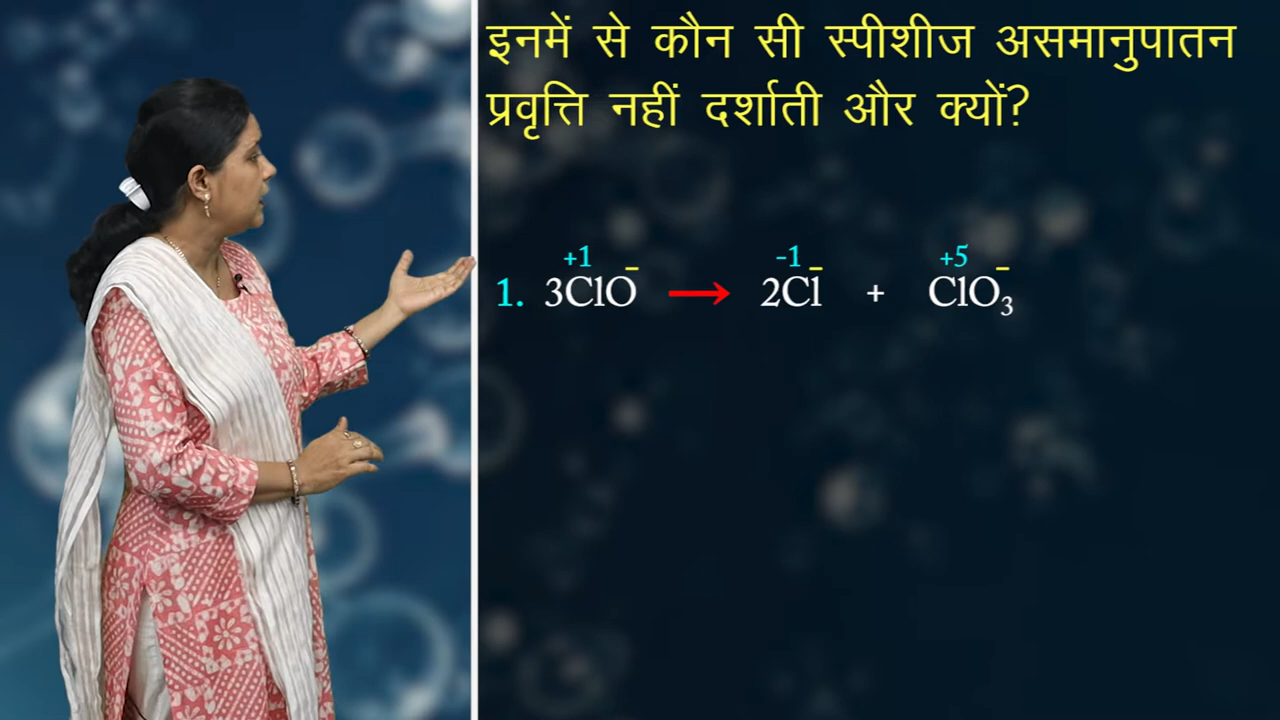 इनमें से कौन सी स्पीशीज असमानुपातन
प्रवृत्ति नहीं दर्शाती और क्यों?
+1 -1 +5
1. 3ClO⁻ → 2Cl⁻ + ClO₃⁻